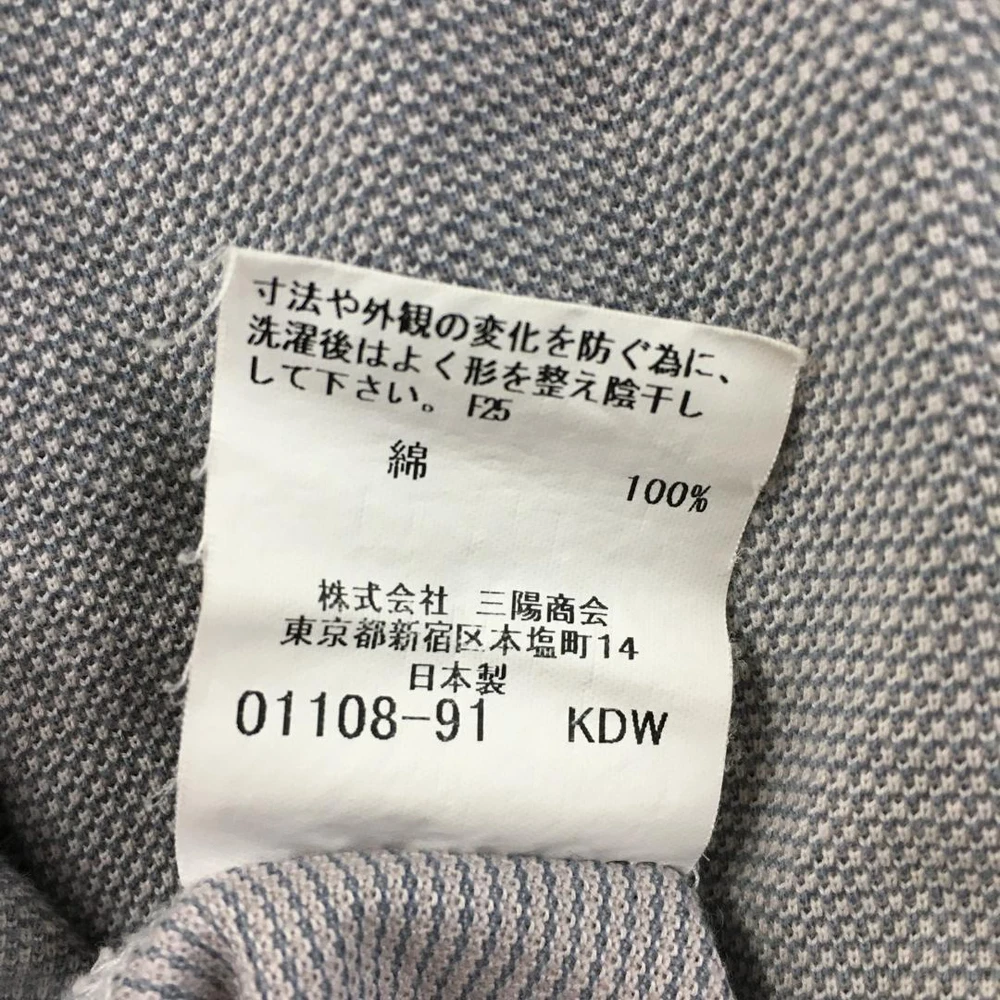 寸法や外観の変化を防ぐ為に、
洗濯後はよく形を整え陰干し
して下さい。 F25
綿 100%
株式会社 三陽商会
東京都新宿区本塩町14
日本製
01108-91 KDW